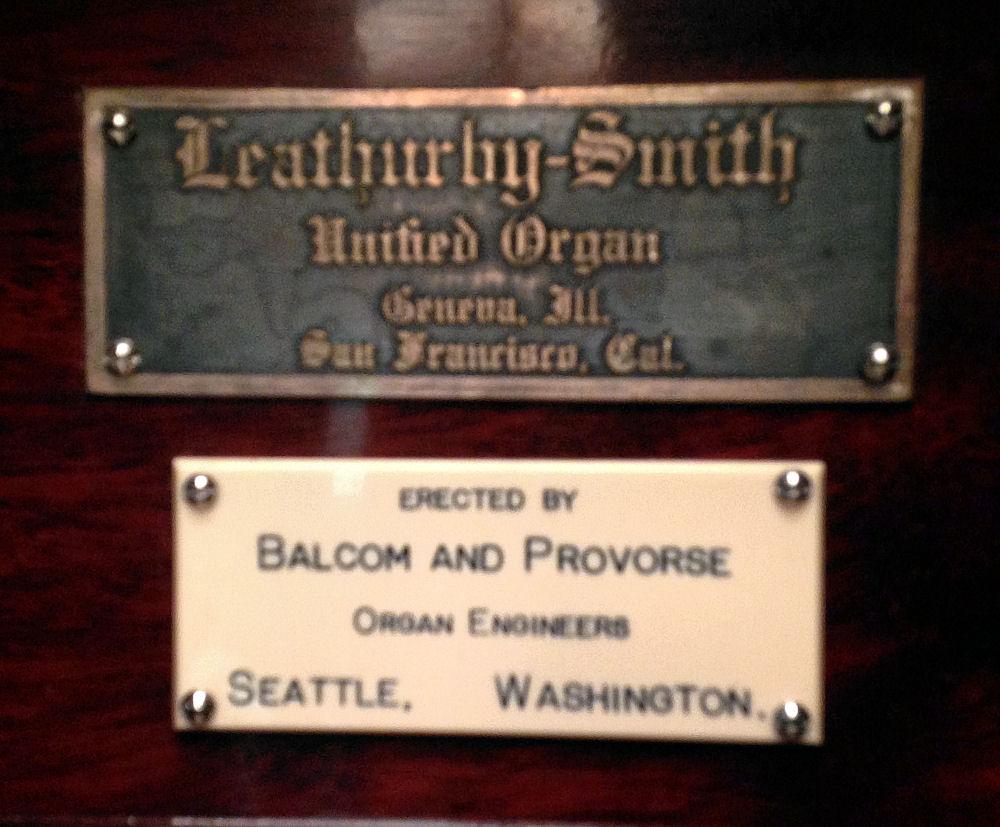 Leathurby-Smith
Unified Organ
Geneva, Ill.
San Francisco, Cal.
ERECTED BY
BALCOM AND PROVORSE
ORGAN ENGINEERS
SEATTLE, WASHINGTON.